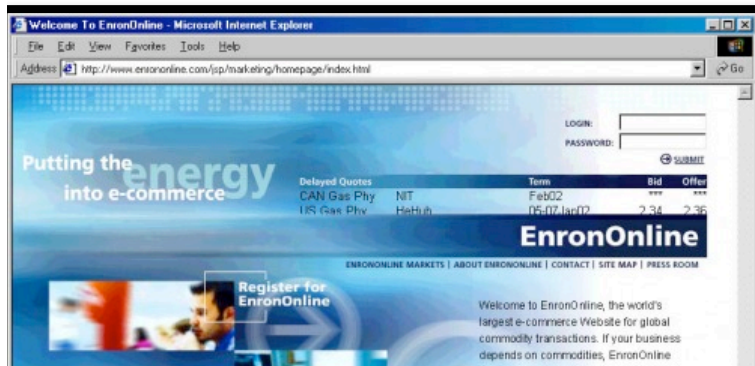 Welcome To EnronOnline - Microsoft Internet Explorer
File Edit View Favorites Tools Help
Address http://www.enrononline.com/jsp/marketing/homepage/index.html Go
LOGIN:
PASSWORD:
SUBMIT
Putting the
energy
into e-commerce
Delayed Quotes Term Bid Offer
CAN Gas Phy NIT Feb02 *** ***
US Gas Phy HeHub 05-07Jan02 2.34 2.36
EnronOnline
ENRONONLINE MARKETS | ABOUT ENRONONLINE | CONTACT | SITE MAP | PRESS ROOM
Register for
EnronOnline
Welcome to EnronOnline, the world's
largest e-commerce Website for global
commodity transactions. If your business
depends on commodities, EnronOnline